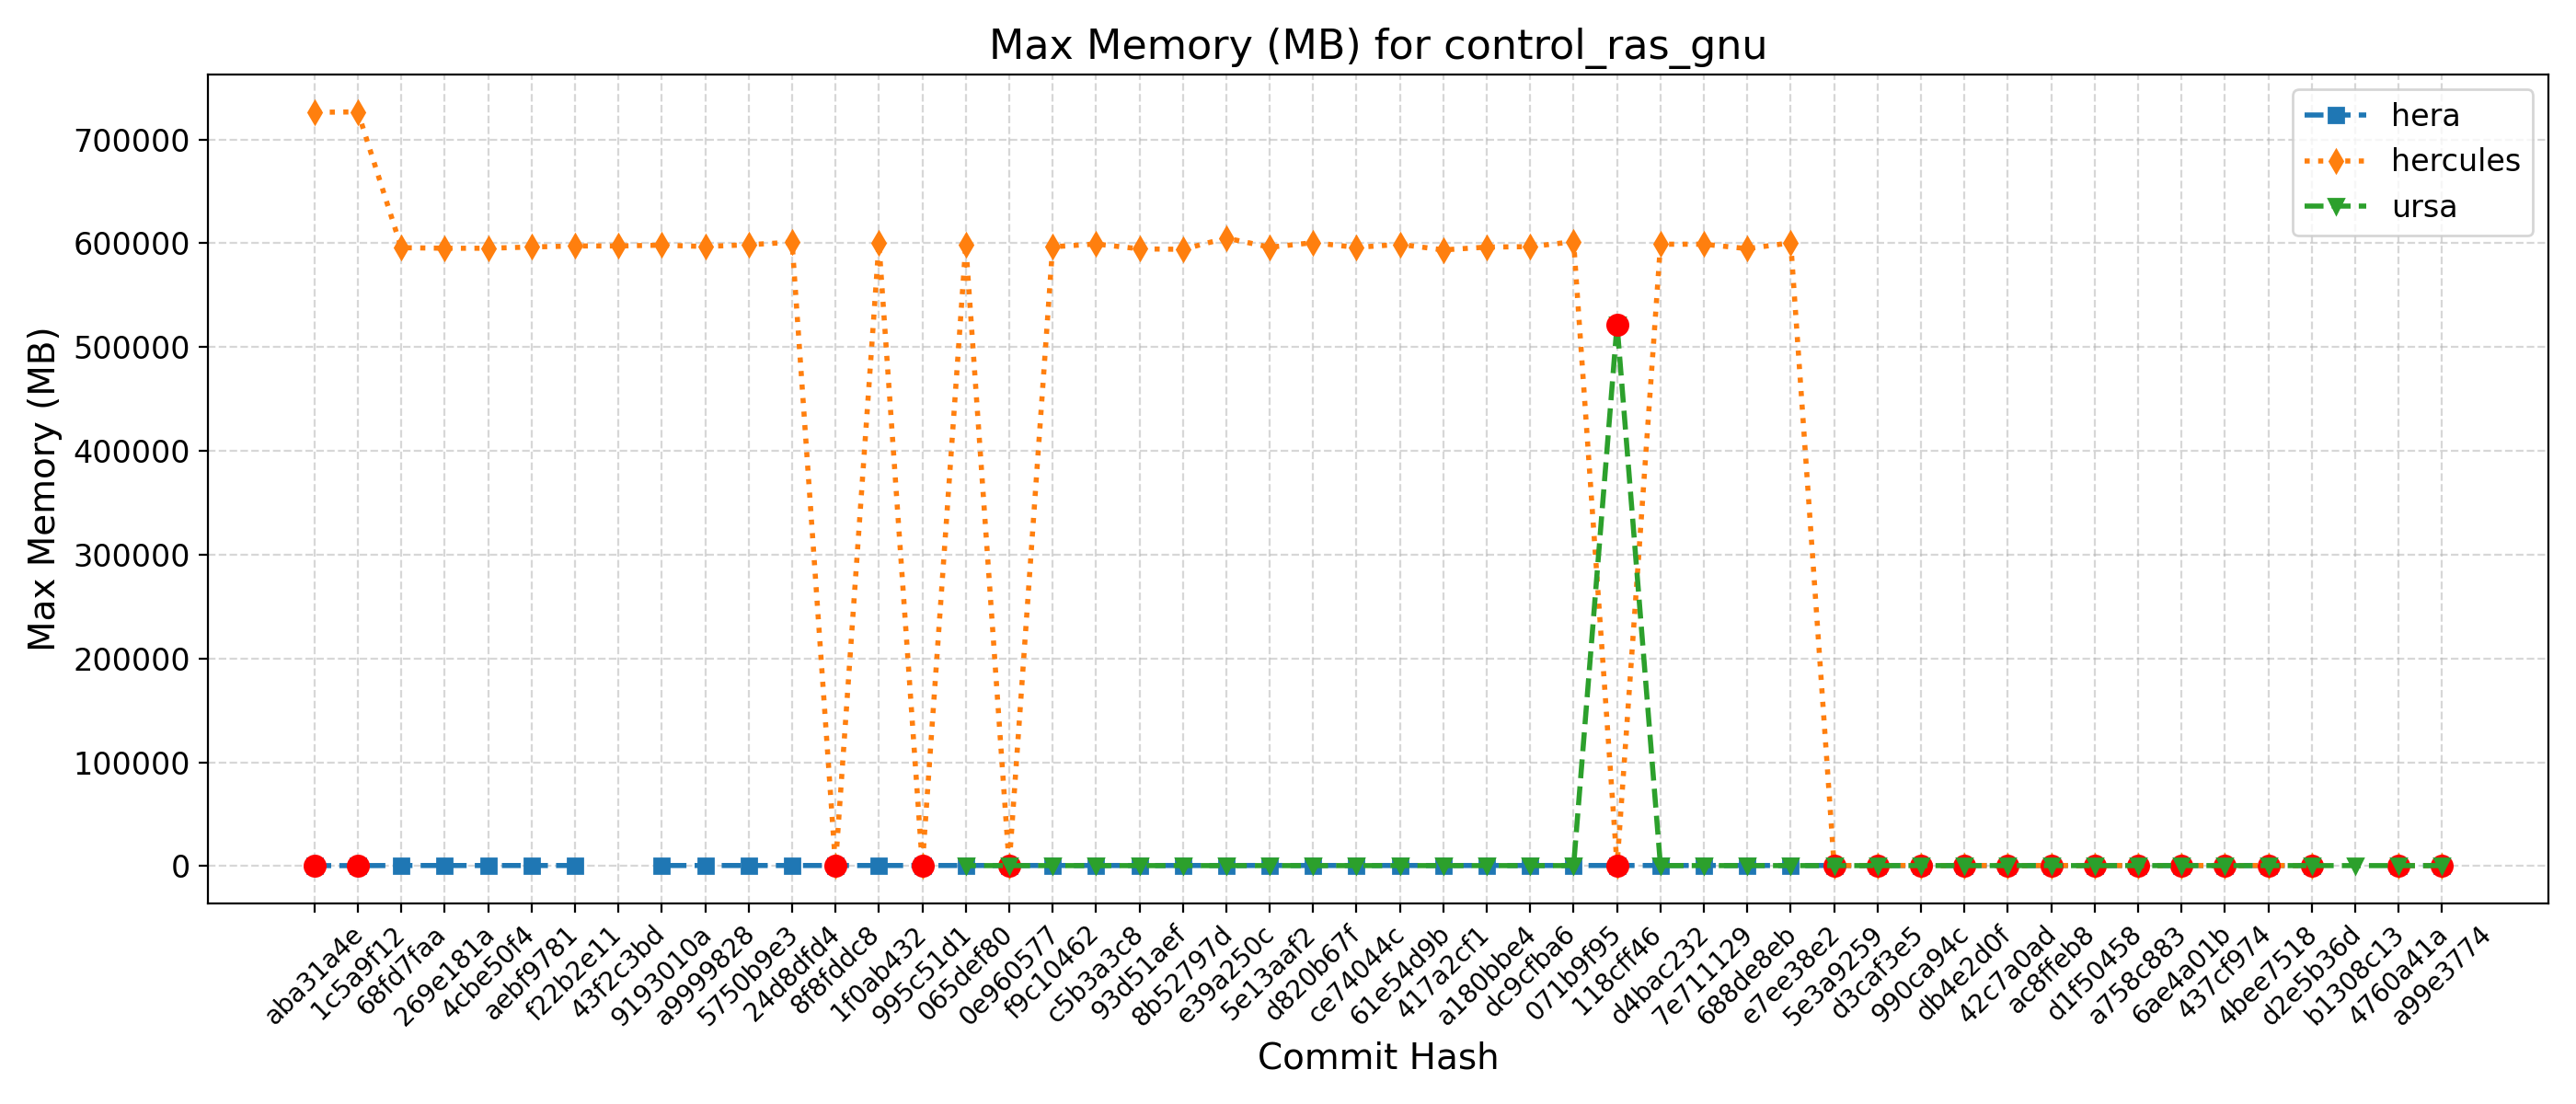 Max Memory (MB) for control_ras_gnu
hera
hercules
ursa
Max Memory (MB)
700000
600000
500000
400000
300000
200000
100000
0
aba31a4e
1c5a9f12
68fd7faa
269e181a
4cbe50f4
aebf9781
f22b2e11
43f2c3bd
9193010a
a9999828
5750b9e3
24d8dfd4
8f8fddc8
1f0ab432
995c51d1
065def80
0e960577
f9c10462
c5b3a3c8
93d51aef
8b52797d
e39a250c
5e13aaf2
d820b67f
ce74044c
61e54d9b
417a2cf1
a180bbe4
dc9cfba6
071b9f95
118cff46
d4bac232
7e711129
688de8eb
e7ee38e2
5e3a9259
d3caf3e5
990ca94c
db4e2d0f
42c7a0ad
ac8ffeb8
d1f50458
a758c883
6ae4a01b
437cf974
4bee7518
d2e5b36d
b1308c13
4760a41a
a99e3774
Commit Hash